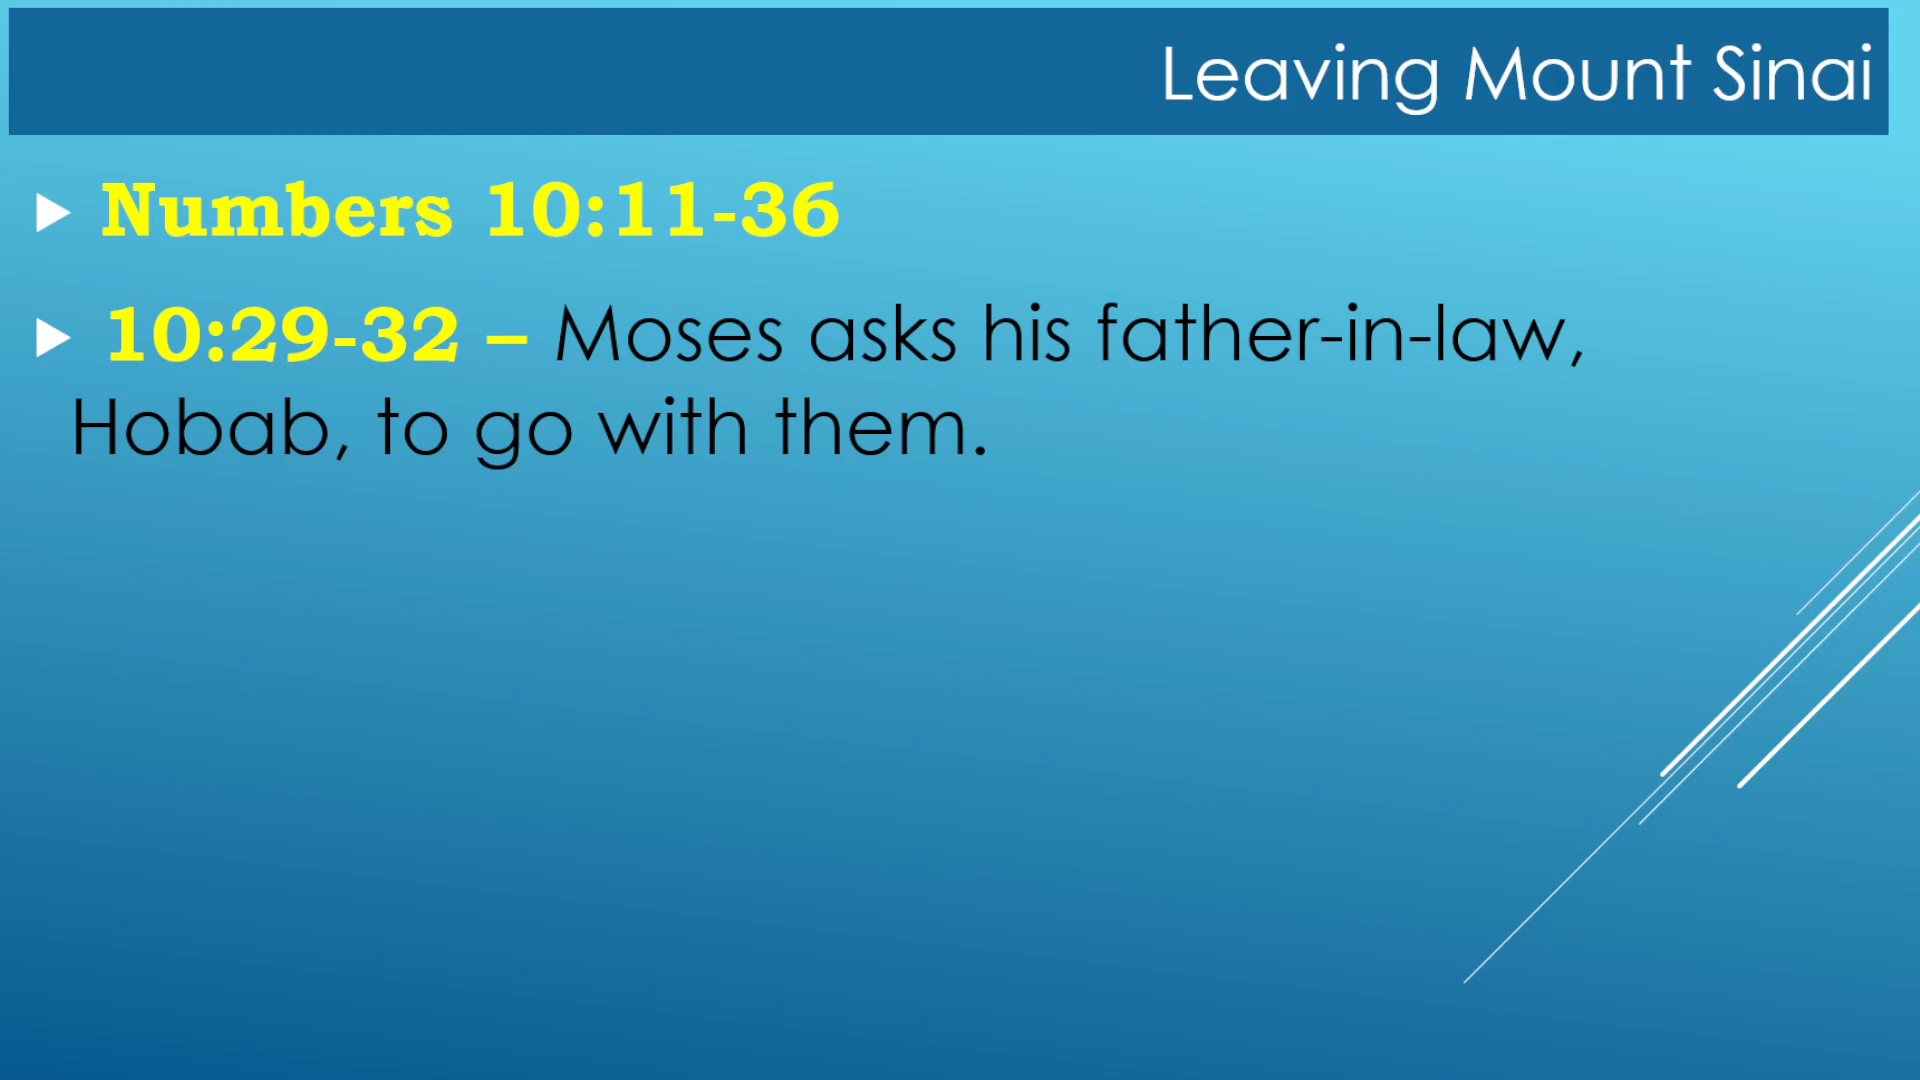 Leaving Mount Sinai
Numbers 10:11-36
10:29-32 – Moses asks his father-in-law,
Hobab, to go with them.